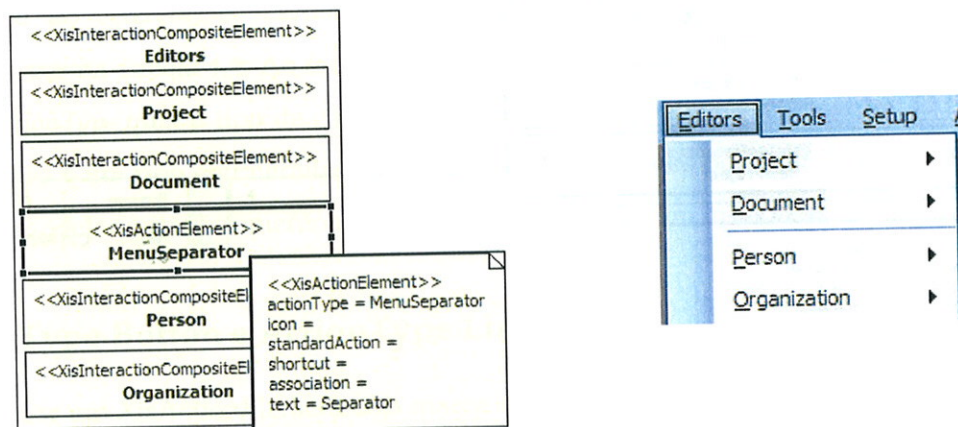 <<XisInteractionCompositeElement>>
Editors
<<XisInteractionCompositeElement>>
Project
<<XisInteractionCompositeElement>>
Document
<<XisActionElement>>
MenuSeparator
<<XisInteractionCompositeEl
Person
<<XisInteractionCompositeEl
Organization
<<XisActionElement>>
actionType = MenuSeparator
icon =
standardAction =
shortcut =
association =
text = Separator
Editors Tools Setup
Project
Document
Person
Organization